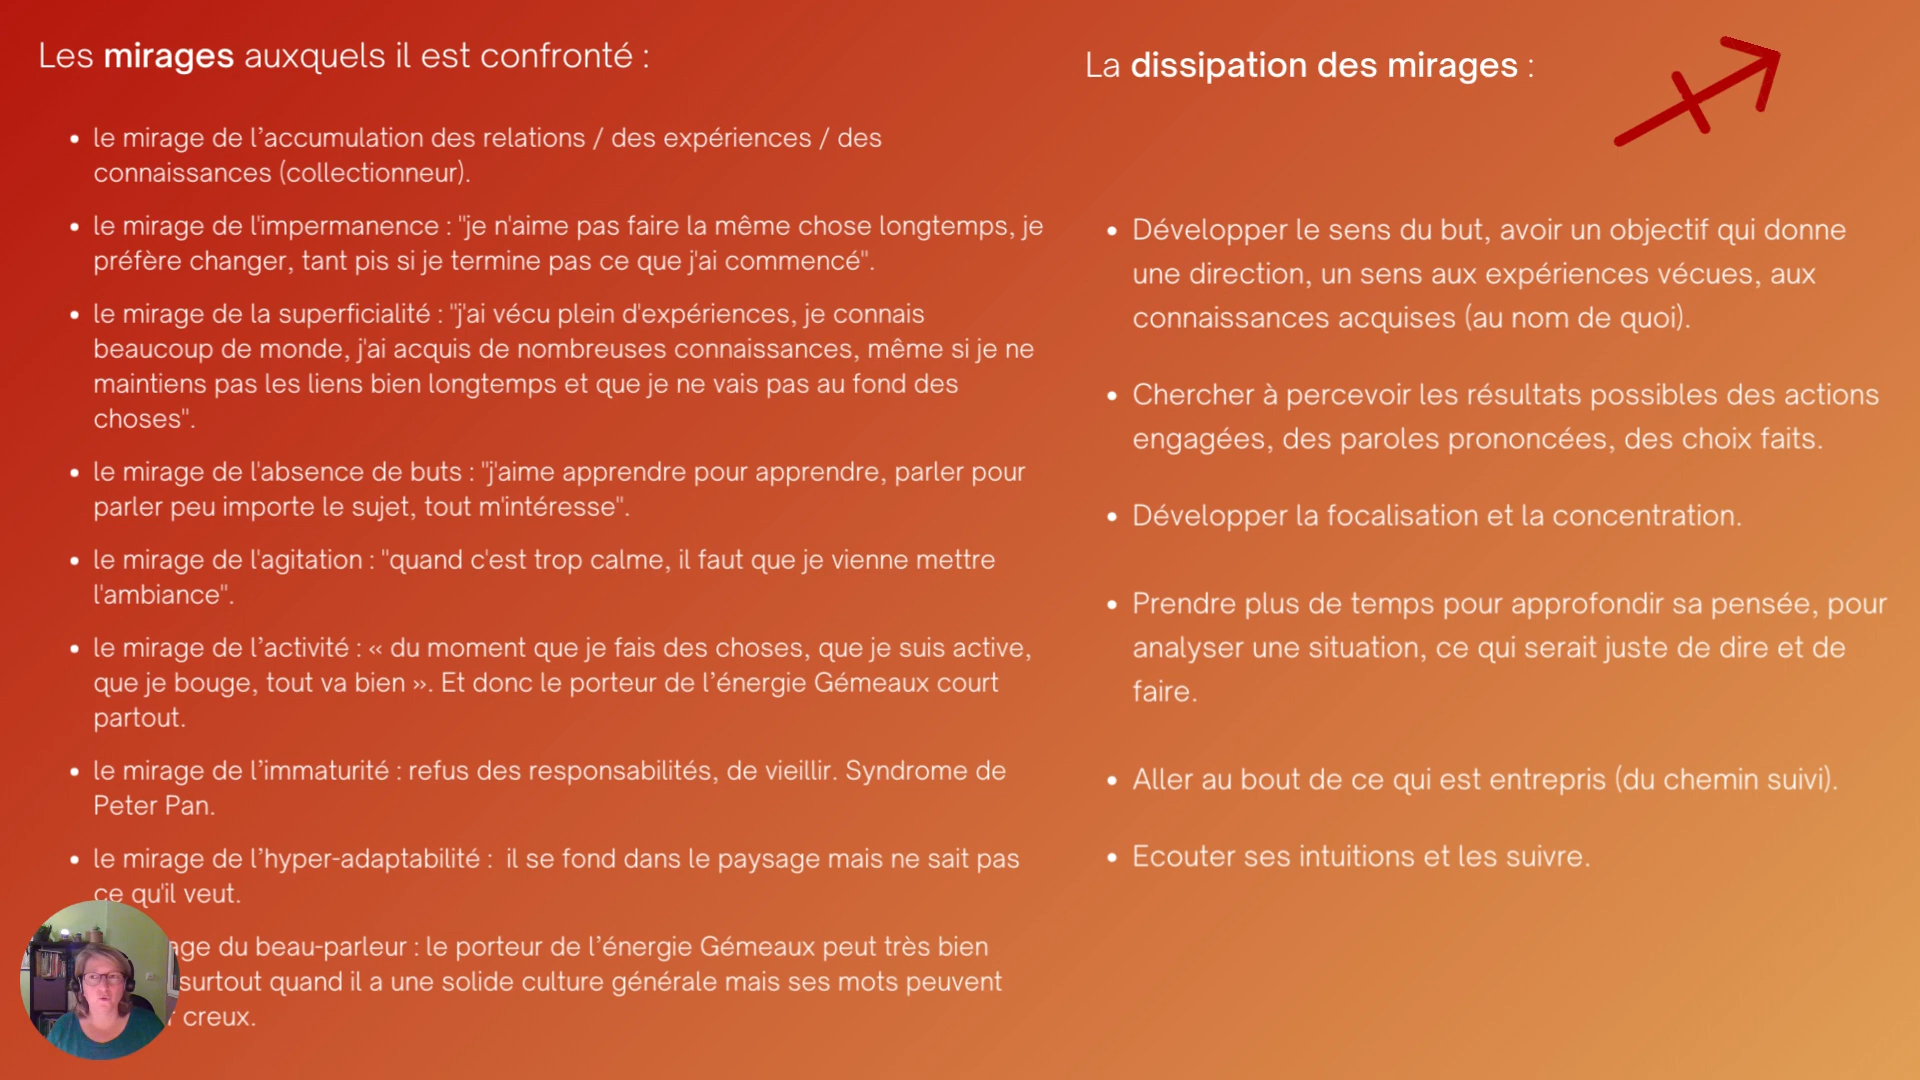 Les mirages auxquels il est confronté :
le mirage de l’accumulation des relations / des expériences / des
connaissances (collectionneur).
le mirage de l'impermanence : "je n'aime pas faire la même chose longtemps, je
préfère changer, tant pis si je termine pas ce que j'ai commencé".
le mirage de la superficialité : "j'ai vécu plein d'expériences, je connais
beaucoup de monde, j'ai acquis de nombreuses connaissances, même si je ne
maintiens pas les liens bien longtemps et que je ne vais pas au fond des
choses".
le mirage de l'absence de buts : "j'aime apprendre pour apprendre, parler pour
parler peu importe le sujet, tout m'intéresse".
le mirage de l'agitation : "quand c'est trop calme, il faut que je vienne mettre
l'ambiance".
le mirage de l’activité : « du moment que je fais des choses, que je suis active,
que je bouge, tout va bien ». Et donc le porteur de l’énergie Gémeaux court
partout.
le mirage de l’immaturité : refus des responsabilités, de vieillir. Syndrome de
Peter Pan.
le mirage de l’hyper-adaptabilité : il se fond dans le paysage mais ne sait pas
ce qu'il veut.
du beau-parleur : le porteur de l’énergie Gémeaux peut très bien
surtout quand il a une solide culture générale mais ses mots peuvent
creux.
La dissipation des mirages :
Développer le sens du but, avoir un objectif qui donne
une direction, un sens aux expériences vécues, aux
connaissances acquises (au nom de quoi).
Chercher à percevoir les résultats possibles des actions
engagées, des paroles prononcées, des choix faits.
Développer la focalisation et la concentration.
Prendre plus de temps pour approfondir sa pensée, pour
analyser une situation, ce qui serait juste de dire et de
faire.
Aller au bout de ce qui est entrepris (du chemin suivi).
Ecouter ses intuitions et les suivre.